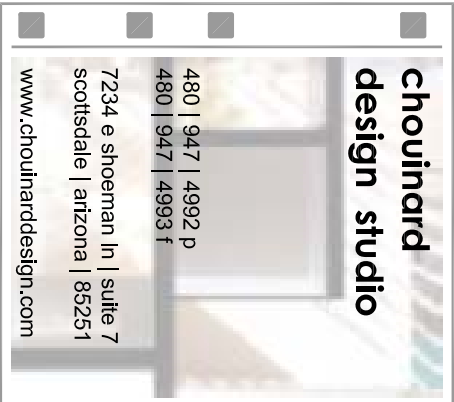 chouinard
design studio
480 | 947 | 4992 p
480 | 947 | 4993 f
7234 e shoeman ln | suite 7
scottsdale | arizona | 85251
www.chouinarddesign.com